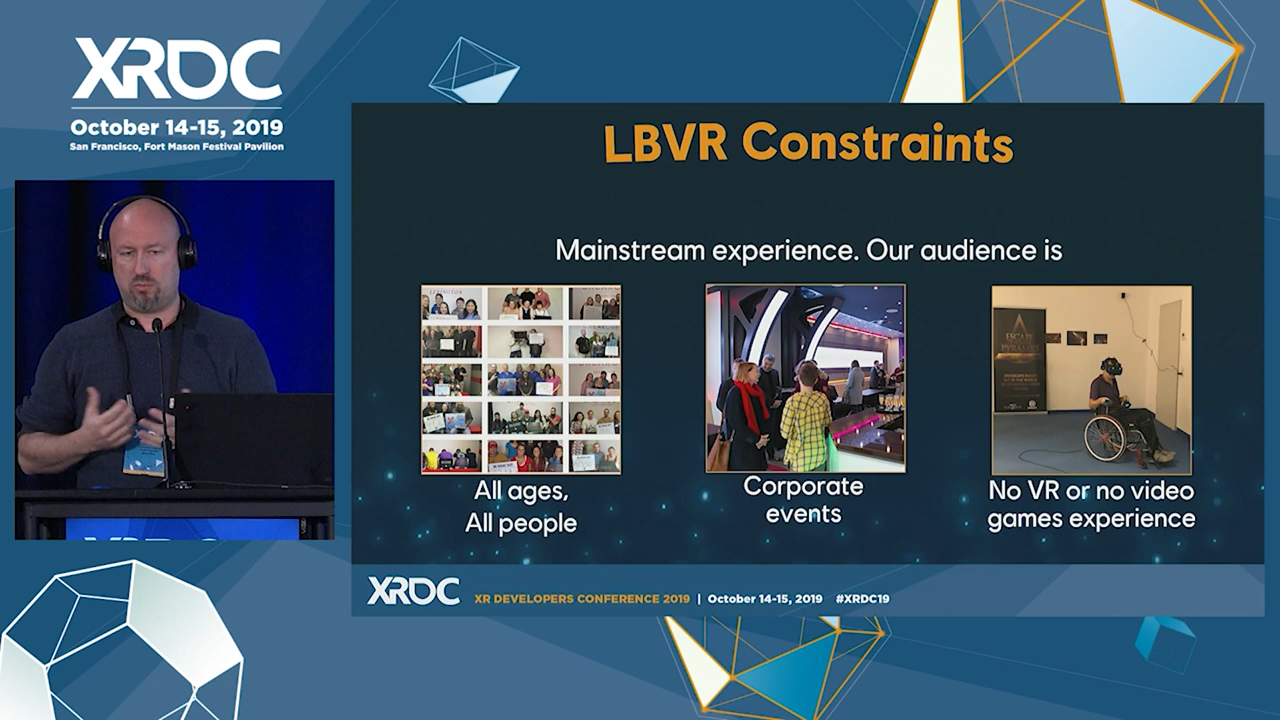 XRDC
October 14-15, 2019
San Francisco, Fort Mason Festival Pavilion
LBVR Constraints
Mainstream experience. Our audience is
All ages,
All people
Corporate
events
No VR or no video
games experience
ESCAPE
XRDC
XR DEVELOPERS CONFERENCE 2019 | October 14-15, 2019 #XRDC19